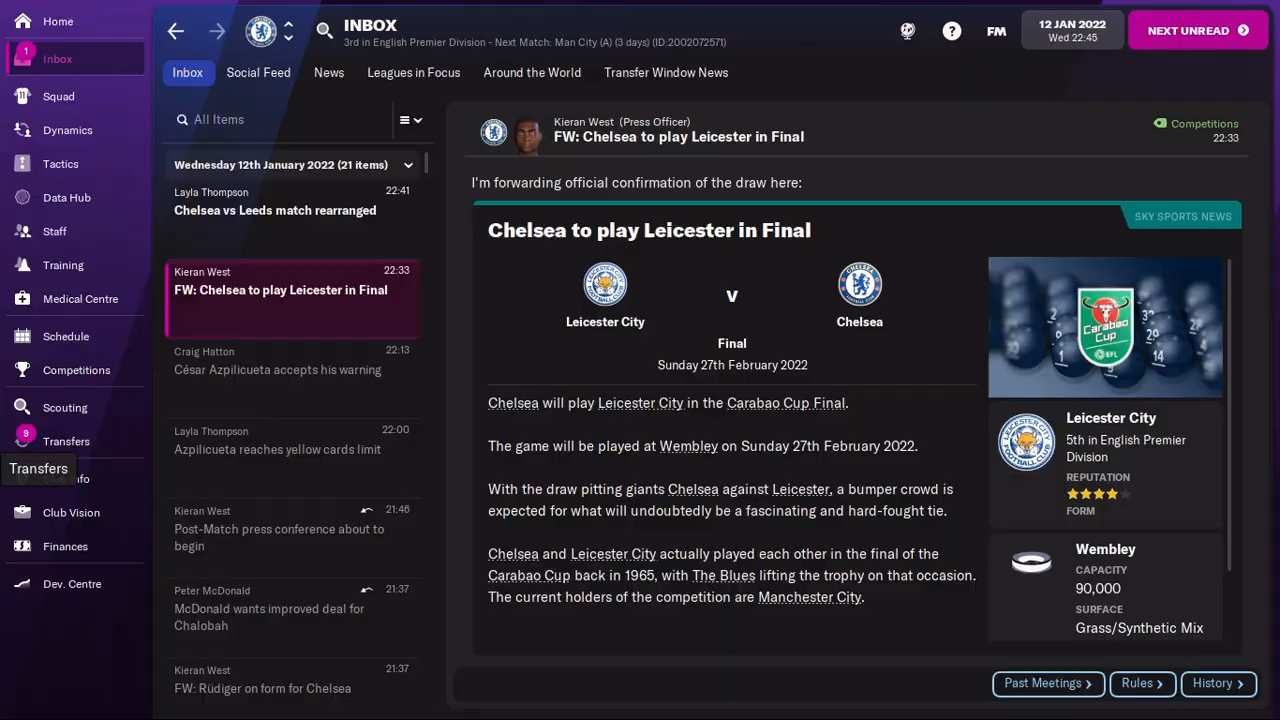 Home
1
Inbox
Squad
Dynamics
Tactics
Data Hub
Staff
Training
Medical Centre
Schedule
Competitions
Scouting
9
Transfers
Transfers
Info
Club Vision
Finances
Dev. Centre
INBOX
3rd in English Premier Division - Next Match: Man City (A) (3 days) (ID:2002072571)
FM
12 JAN 2022
Wed 22:45
NEXT UNREAD
Inbox
Social Feed
News
Leagues in Focus
Around the World
Transfer Window News
All Items
Wednesday 12th January 2022 (21 items)
Layla Thompson 22:41
Chelsea vs Leeds match rearranged
Kieran West 22:33
FW: Chelsea to play Leicester in Final
Craig Hatton 22:13
César Azpilicueta accepts his warning
Layla Thompson 22:00
Azpilicueta reaches yellow cards limit
Kieran West 21:46
Post-Match press conference about to
begin
Peter McDonald 21:37
McDonald wants improved deal for
Chalobah
Kieran West 21:37
FW: Rüdiger on form for Chelsea
Kieran West (Press Officer)
FW: Chelsea to play Leicester in Final
Competitions
22:33
I'm forwarding official confirmation of the draw here:
SKY SPORTS NEWS
Chelsea to play Leicester in Final
v
Leicester City
Chelsea
Final
Sunday 27th February 2022
Chelsea will play Leicester City in the Carabao Cup Final.
The game will be played at Wembley on Sunday 27th February 2022.
With the draw pitting giants Chelsea against Leicester, a bumper crowd is
expected for what will undoubtedly be a fascinating and hard-fought tie.
Chelsea and Leicester City actually played each other in the final of the
Carabao Cup back in 1965, with The Blues lifting the trophy on that occasion.
The current holders of the competition are Manchester City.
Carabao
Cup
EFL
Leicester City
5th in English Premier
Division
REPUTATION
FORM
Wembley
CAPACITY
90,000
SURFACE
Grass/Synthetic Mix
Past Meetings
Rules
History